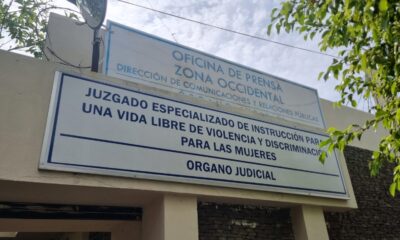 OFICINA DE PRENSA
ZONA OCCIDENTAL
DIRECCIÓN DE COMUNICACIONES Y RELACIONES PÚBLICAS
JUZGADO ESPECIALIZADO DE INSTRUCCIÓN PARA
UNA VIDA LIBRE DE VIOLENCIA Y DISCRIMINACIÓN
PARA LAS MUJERES
ORGANO JUDICIAL